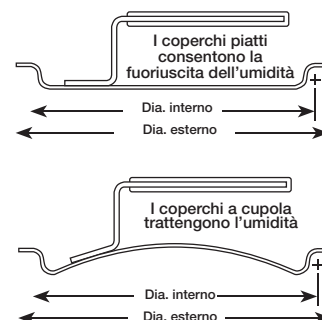 I coperchi piatti
consentono la
fuoriuscita dell'umidità
Dia. interno
Dia. esterno
I coperchi a cupola
trattengono l'umidità
Dia. interno
Dia. esterno